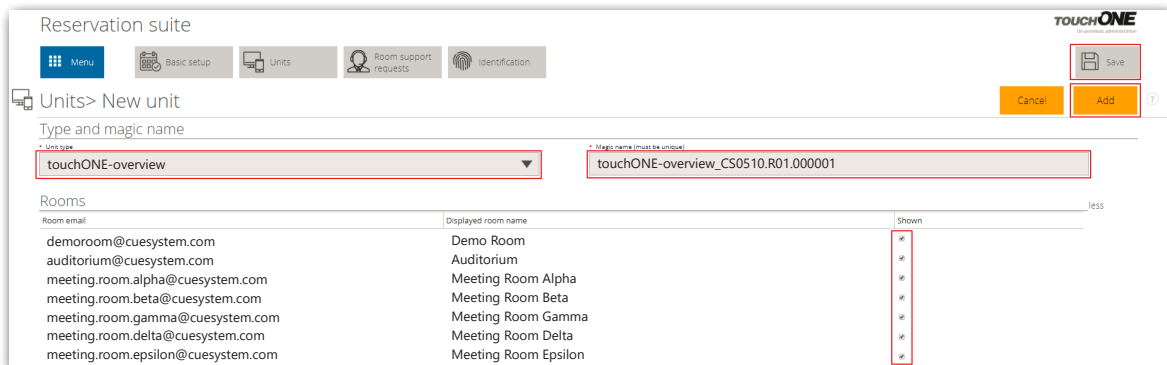 Reservation suite
TOUCHONE
On-premises administration
Menu
Basic setup
Units
Room support requests
Identification
Save
Units> New unit
Cancel
Add
?
Type and magic name
* Unit type
* Magic name (must be unique)
touchONE-overview
touchONE-overview_CS0510.R01.000001
Rooms
less
Room email Displayed room name Shown
demoroom@cuesystem.com Demo Room
auditorium@cuesystem.com Auditorium
meeting.room.alpha@cuesystem.com Meeting Room Alpha
meeting.room.beta@cuesystem.com Meeting Room Beta
meeting.room.gamma@cuesystem.com Meeting Room Gamma
meeting.room.delta@cuesystem.com Meeting Room Delta
meeting.room.epsilon@cuesystem.com Meeting Room Epsilon